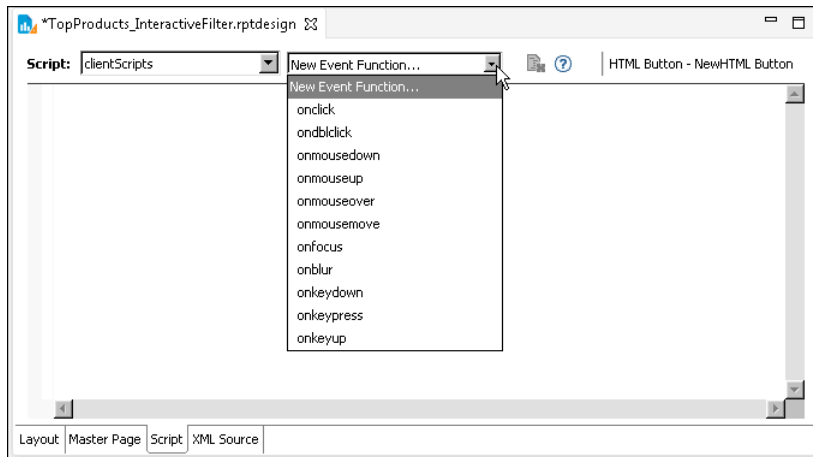 *TopProducts_InteractiveFilter.rptdesign
Script: clientScripts New Event Function... HTML Button - NewHTML Button
New Event Function...
onclick
ondblclick
onmousedown
onmouseup
onmouseover
onmousemove
onfocus
onblur
onkeydown
onkeypress
onkeyup
Layout Master Page Script XML Source